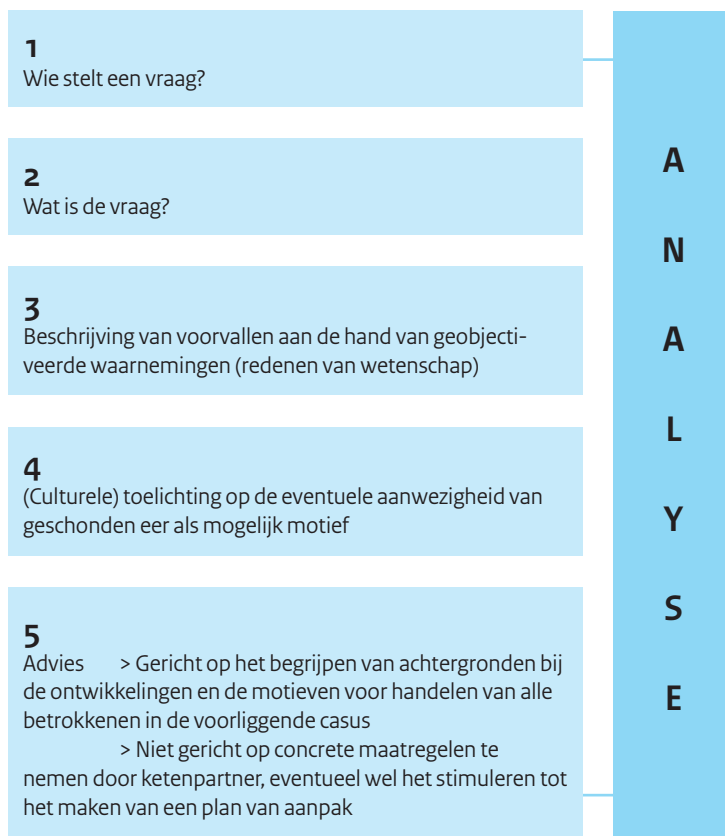 1
Wie stelt een vraag?
2
Wat is de vraag?
3
Beschrijving van voorvallen aan de hand van geobjecti-
veerde waarnemingen (redenen van wetenschap)
4
(Culturele) toelichting op de eventuele aanwezigheid van
geschonden eer als mogelijk motief
5
Advies > Gericht op het begrijpen van achtergronden bij
de ontwikkelingen en de motieven voor handelen van alle
betrokkenen in de voorliggende casus
> Niet gericht op concrete maatregelen te
nemen door ketenpartner, eventueel wel het stimuleren tot
het maken van een plan van aanpak
A
N
A
L
Y
S
E